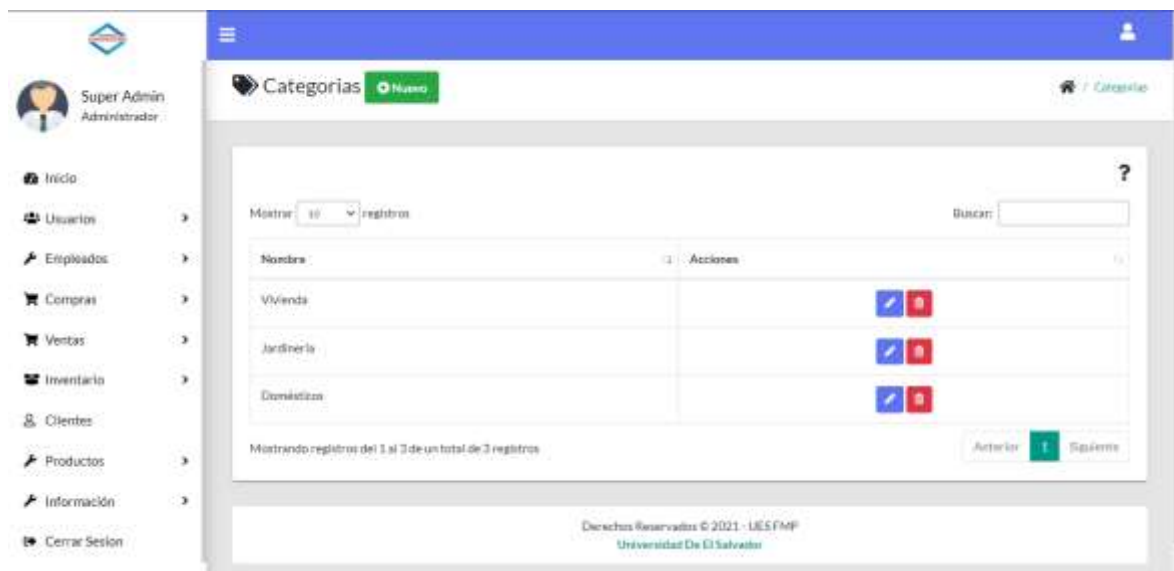 Super Admin
Administrador
Inicio
Usuarios
Empleados
Compras
Ventas
Inventario
Clientes
Productos
Información
Cerrar Sesion
Categorias Nuevo
/ Categorias
?
Mostrar 10 registros
Buscar:
Nombre Acciones
Vivienda
Jardinería
Domésticos
Mostrando registros del 1 al 3 de un total de 3 registros
Anterior 1 Siguiente
Derechos Reservados © 2021 - UES FMP
Universidad De El Salvador